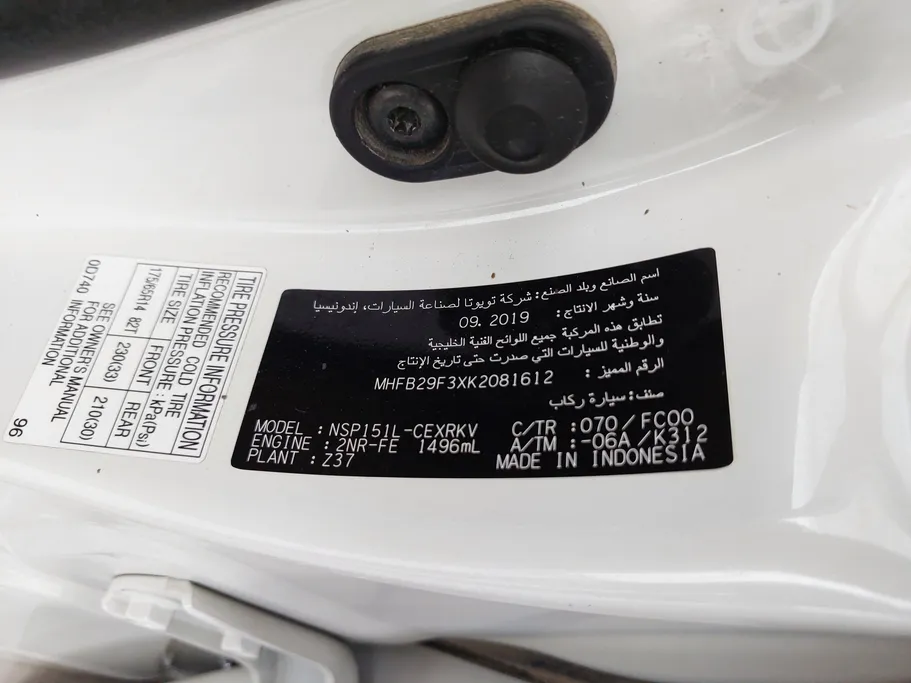 TIRE PRESSURE INFORMATION
RECOMMENDED COLD TIRE
INFLATION PRESSURE : kPa(Psi)
TIRE SIZE FRONT REAR
175/65R14 82T 230(33) 210(30)
SEE OWNER'S MANUAL
FOR ADDITIONAL
INFORMATION
0D740 96
اسم الصانع وبلد الصنع: شركة تويوتا لصناعة السيارات، إندونيسيا
سنة وشهر الانتاج: 09. 2019
تطابق هذه المركبة جميع اللوائح الفنية الخليجية
والوطنية للسيارات التي صدرت حتى تاريخ الإنتاج
الرقم المميز : MHFB29F3XK2081612
صنف: سيارة ركاب
MODEL : NSP151L-CEXRKV C/TR :070/FC00
ENGINE : 2NR-FE 1496mL A/TM :-06A/K312
PLANT : Z37 MADE IN INDONESIA